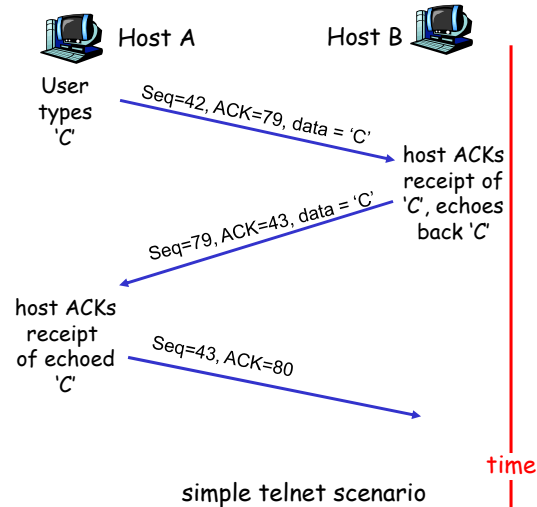 Host A
Host B
User
types
‘C’
Seq=42, ACK=79, data = ‘C’
host ACKs
receipt of
‘C’, echoes
back ‘C’
Seq=79, ACK=43, data = ‘C’
host ACKs
receipt
of echoed
‘C’
Seq=43, ACK=80
time
simple telnet scenario